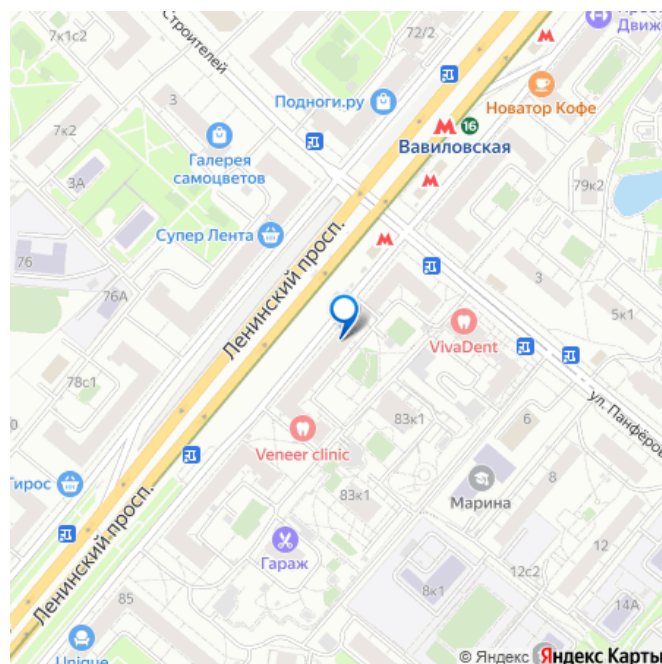 7к1с2
Строителей
72/2
Движе
Подноги.ру
Новатор Кофе
3
7к2
Галерея
самоцветов
16
Вавиловская
3А
79к2
Супер Лента
76
76А
Ленинский просп.
3
5к1
VivaDent
78с1
ул. Панфёров
83к1
6
Veneer clinic
Гирос
83к1
Марина
8
Ленинский просп.
Гараж
12
12с2
8к1
85
14А
Unique
© Яндекс Яндекс Карты